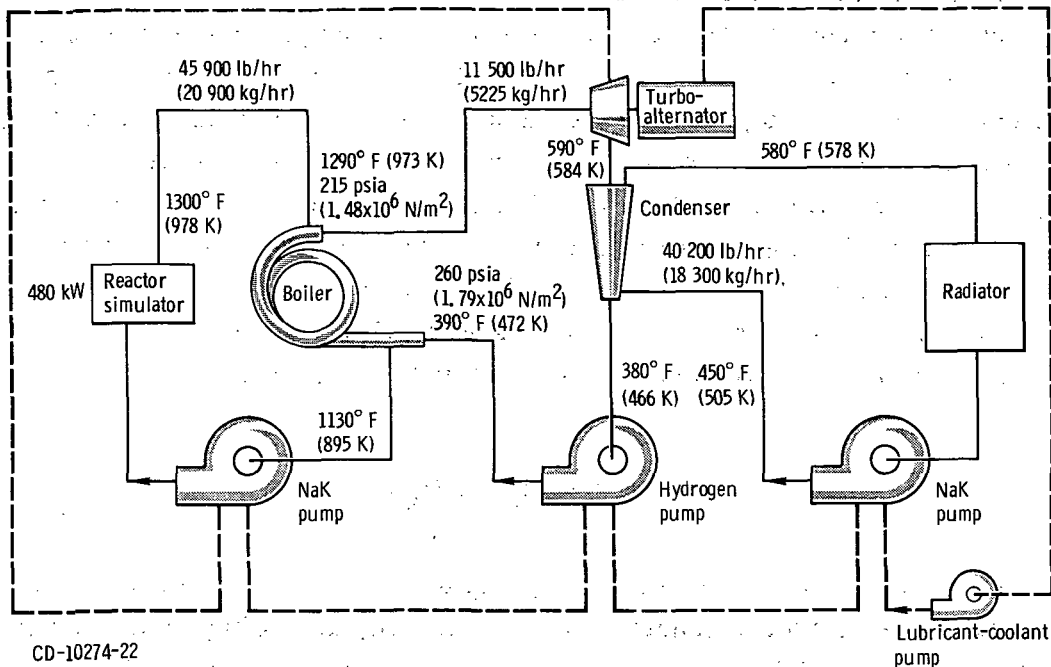 45 900 lb/hr
(20 900 kg/hr)
11 500 lb/hr
(5225 kg/hr)
Turbo-
alternator
1290° F (973 K)
215 psia
(1.48x10⁶ N/m²)
590° F
(584 K)
580° F (578 K)
1300° F
(978 K)
Condenser
480 kW
Reactor
simulator
Boiler
260 psia
(1.79x10⁶ N/m²)
390° F (472 K)
40 200 lb/hr
(18 300 kg/hr)
Radiator
1130° F
(895 K)
380° F
(466 K)
450° F
(505 K)
NaK
pump
Hydrogen
pump
NaK
pump
Lubricant-coolant
pump
CD-10274-22